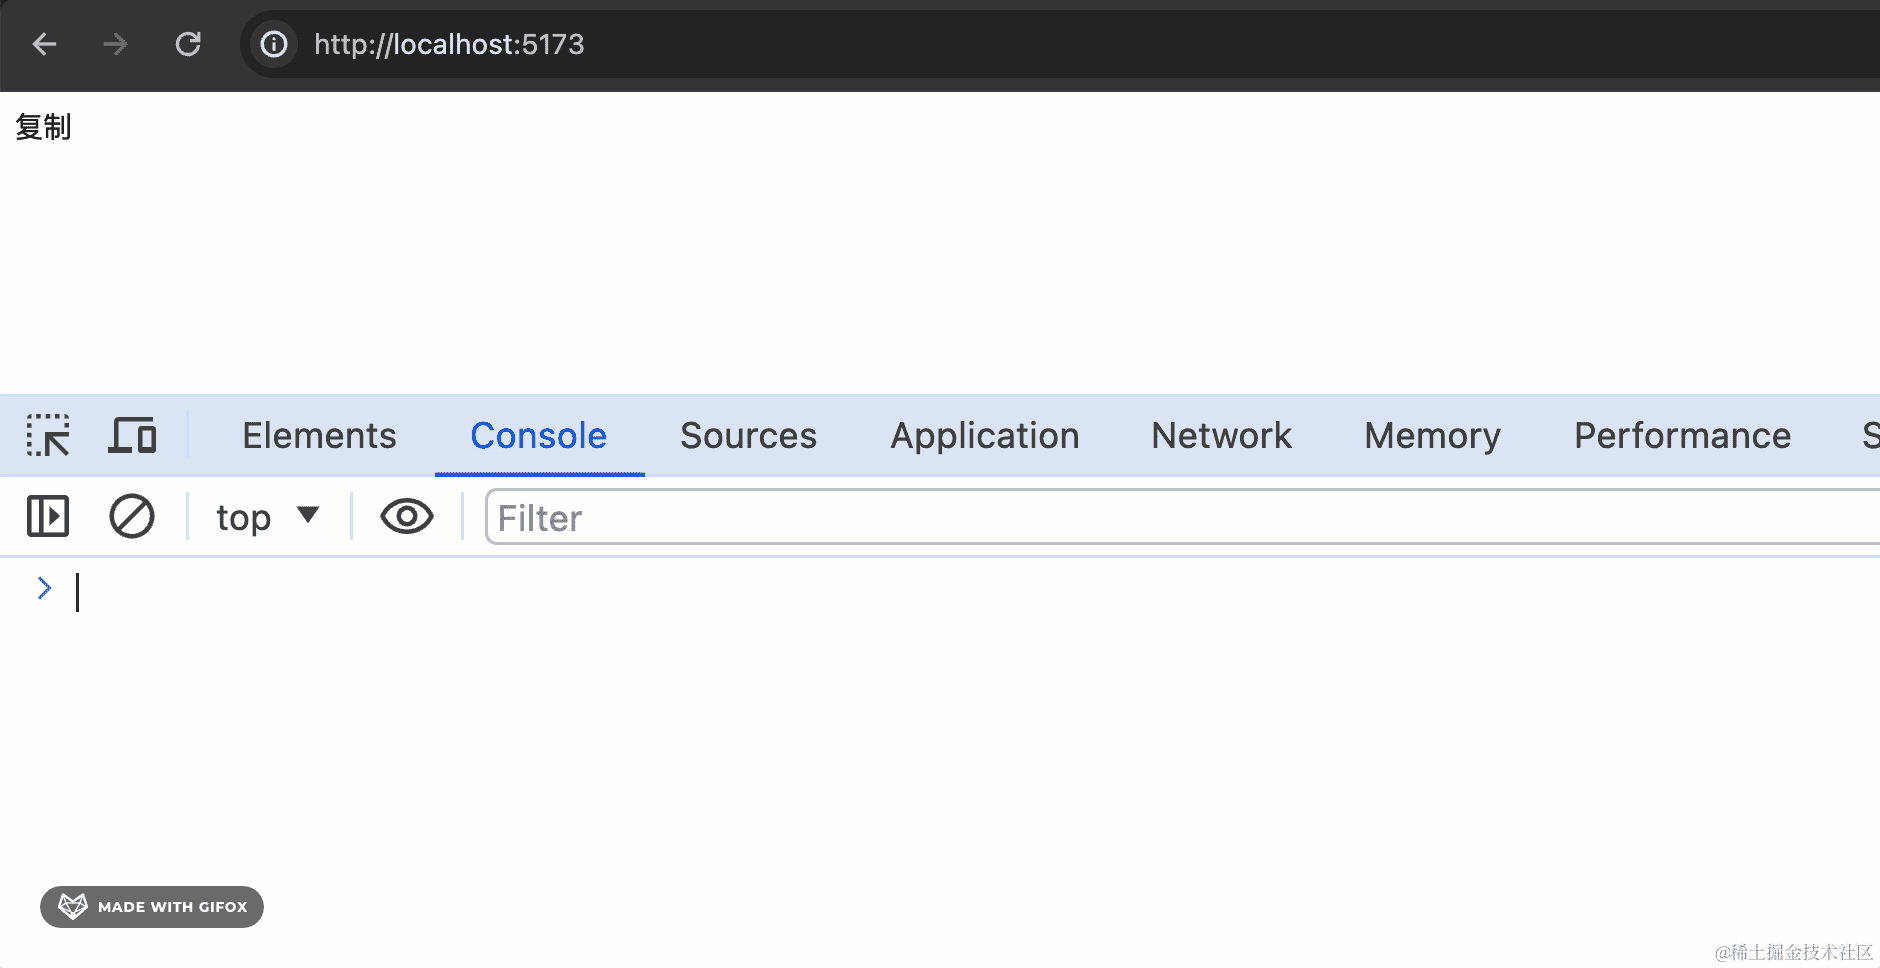 http://localhost:5173
复制
Elements Console Sources Application Network Memory Performance S
top Filter
MADE WITH GIFOX
@稀土掘金技术社区